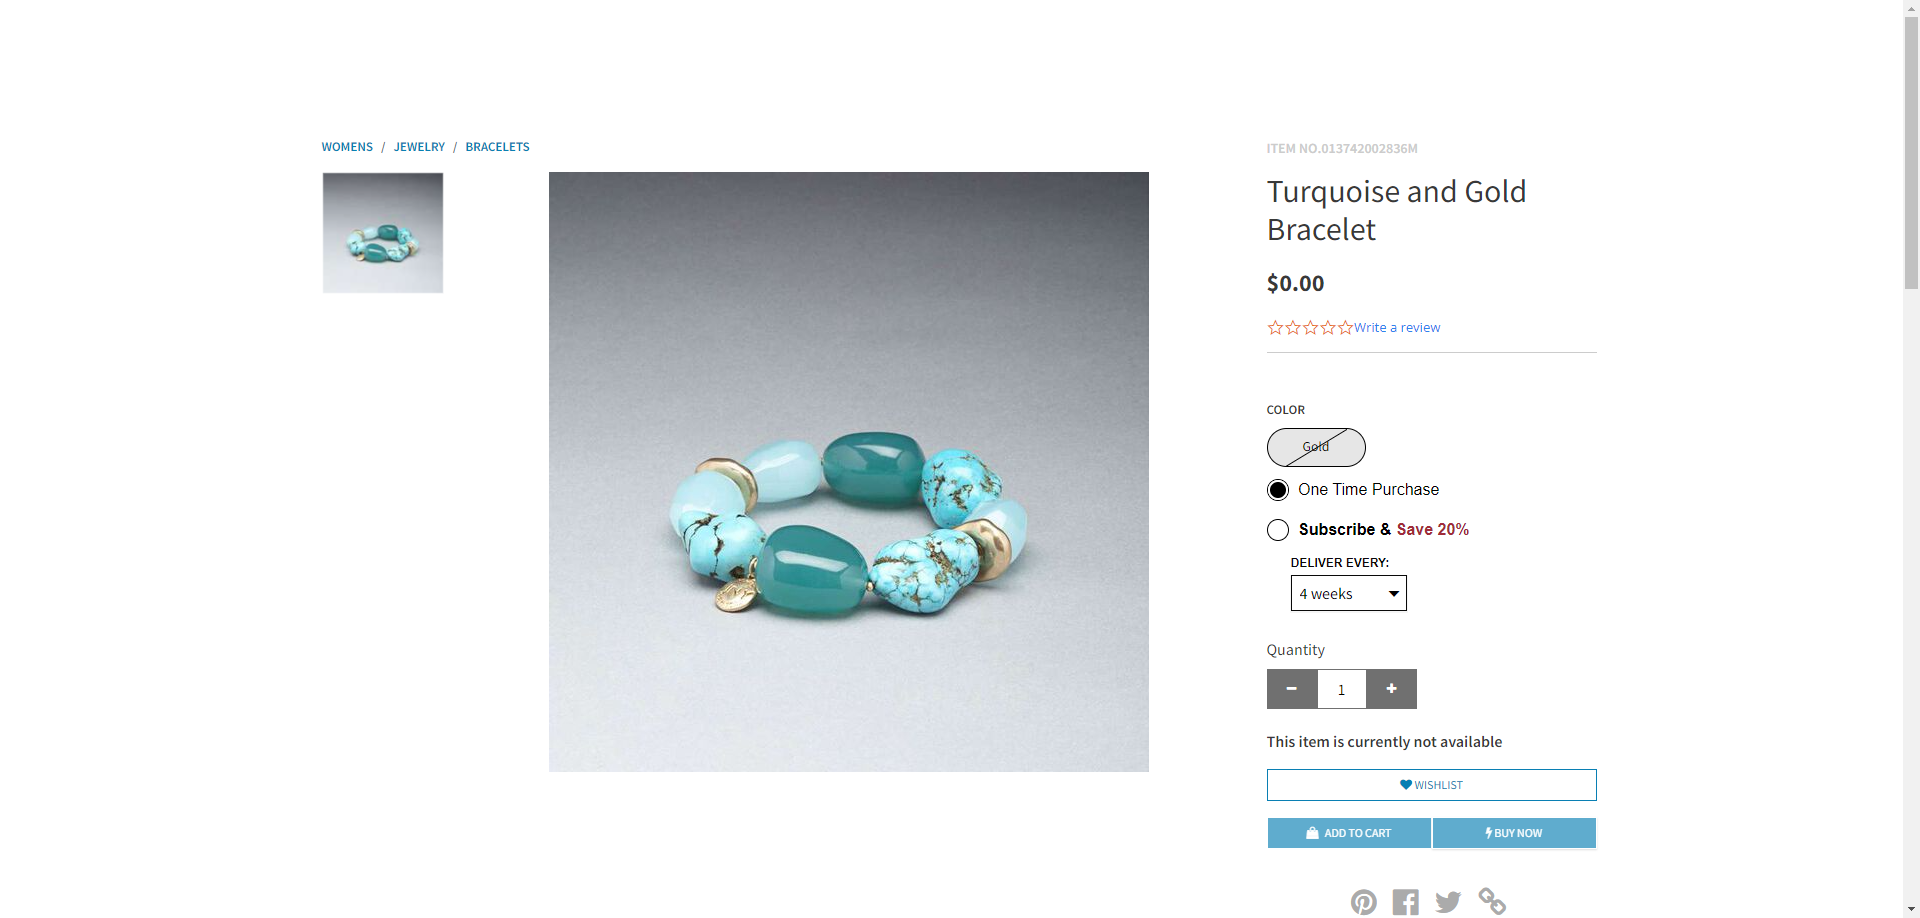 WOMENS / JEWELRY / BRACELETS
ITEM NO.013742002836M
Turquoise and Gold
Bracelet
$0.00
Write a review
COLOR
Gold
One Time Purchase
Subscribe & Save 20%
DELIVER EVERY:
4 weeks
Quantity
1
This item is currently not available
WISHLIST
ADD TO CART
BUY NOW